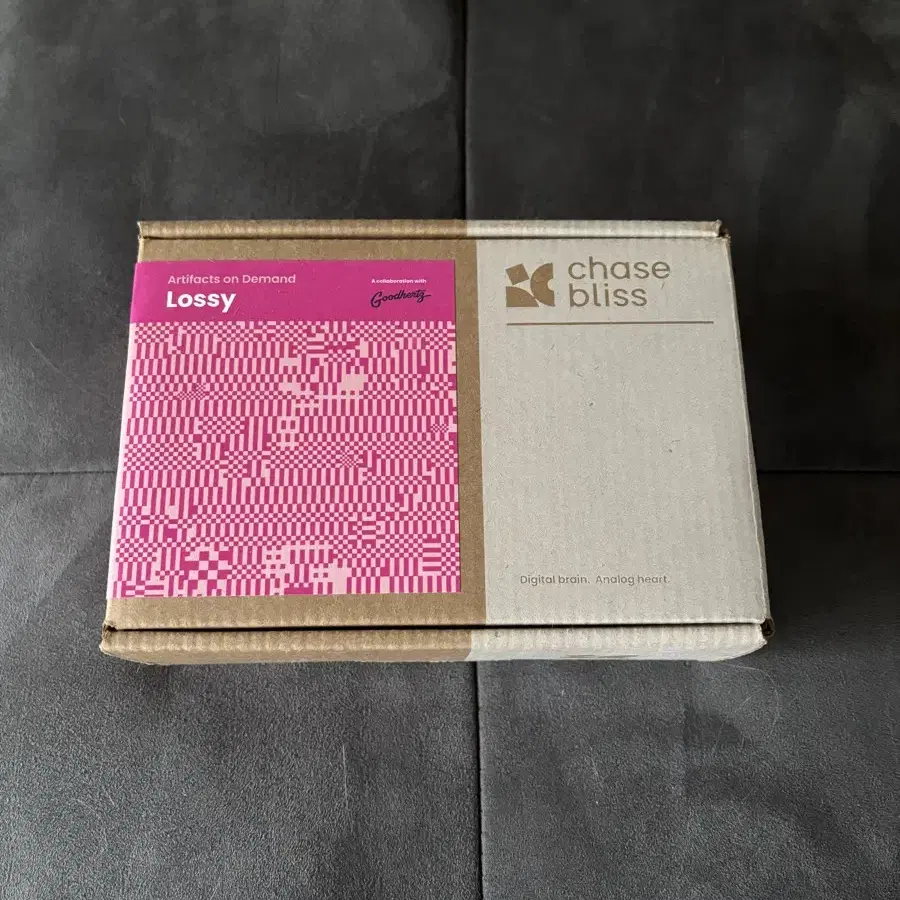 Artifacts on Demand
Lossy
A collaboration with
Goodhertz
chase
bliss
Digital brain. Analog heart.